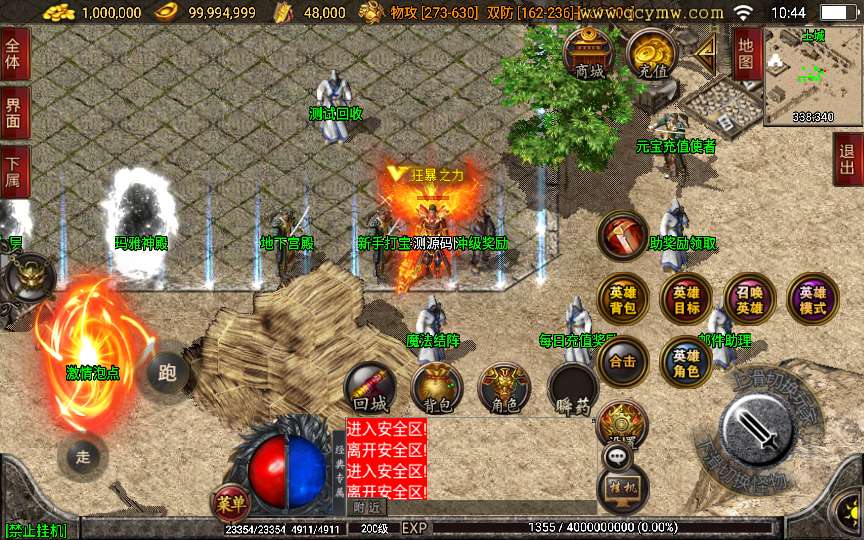 1,000,000
99,994,999
48,000
物攻 [273-630]
双防 [162-236]
www.qcymw.com
10:44
全体
界面
下属
商城
充值
地图
土城
338:340
退出
测试回收
元宝充值使者
狂暴之力
玛雅神殿
地下宫殿
新手打宝
测源码
冲级奖励
助奖励领取
英雄背包
英雄目标
召唤英雄
英雄模式
魔法结阵
每日充值奖励
邮件助理
合击
英雄角色
激情泡点
跑
回城
背包
角色
瞬药
设置
走
进入安全区!
离开安全区!
进入安全区!
离开安全区!
经典专属
附近
挂机
菜单
[禁止挂机]
23354/23354
4911/4911
200级
EXP
1355 / 4000000000 (0.00%)